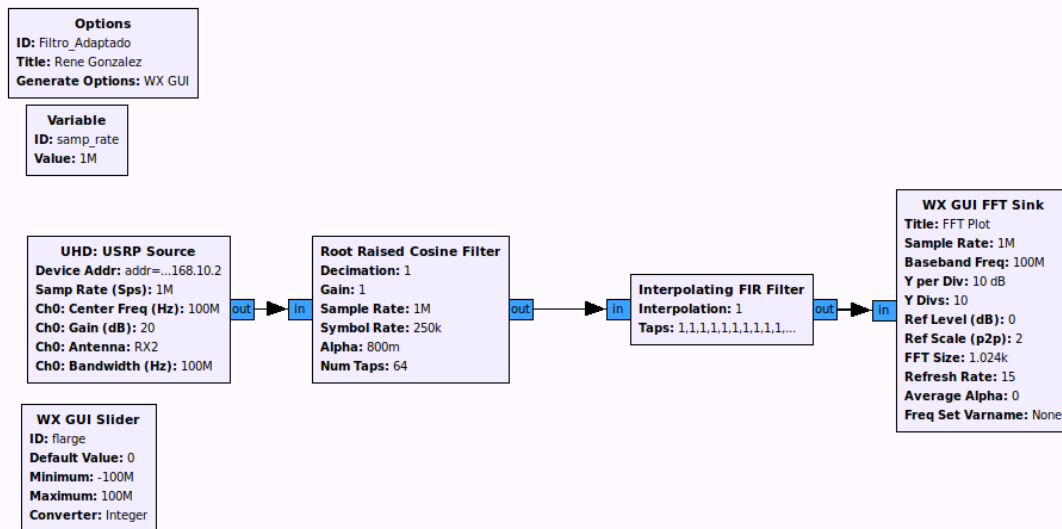 Options
ID: Filtro_Adaptado
Title: Rene Gonzalez
Generate Options: WX GUI
Variable
ID: samp_rate
Value: 1M
UHD: USRP Source
Device Addr: addr=...168.10.2
Samp Rate (Sps): 1M
Ch0: Center Freq (Hz): 100M
Ch0: Gain (dB): 20
Ch0: Antenna: RX2
Ch0: Bandwidth (Hz): 100M
out
in
Root Raised Cosine Filter
Decimation: 1
Gain: 1
Sample Rate: 1M
Symbol Rate: 250k
Alpha: 800m
Num Taps: 64
out
in
Interpolating FIR Filter
Interpolation: 1
Taps: 1,1,1,1,1,1,1,1,1,1,...
out
in
WX GUI FFT Sink
Title: FFT Plot
Sample Rate: 1M
Baseband Freq: 100M
Y per Div: 10 dB
Y Divs: 10
Ref Level (dB): 0
Ref Scale (p2p): 2
FFT Size: 1.024k
Refresh Rate: 15
Average Alpha: 0
Freq Set Varname: None
WX GUI Slider
ID: flarge
Default Value: 0
Minimum: -100M
Maximum: 100M
Converter: Integer